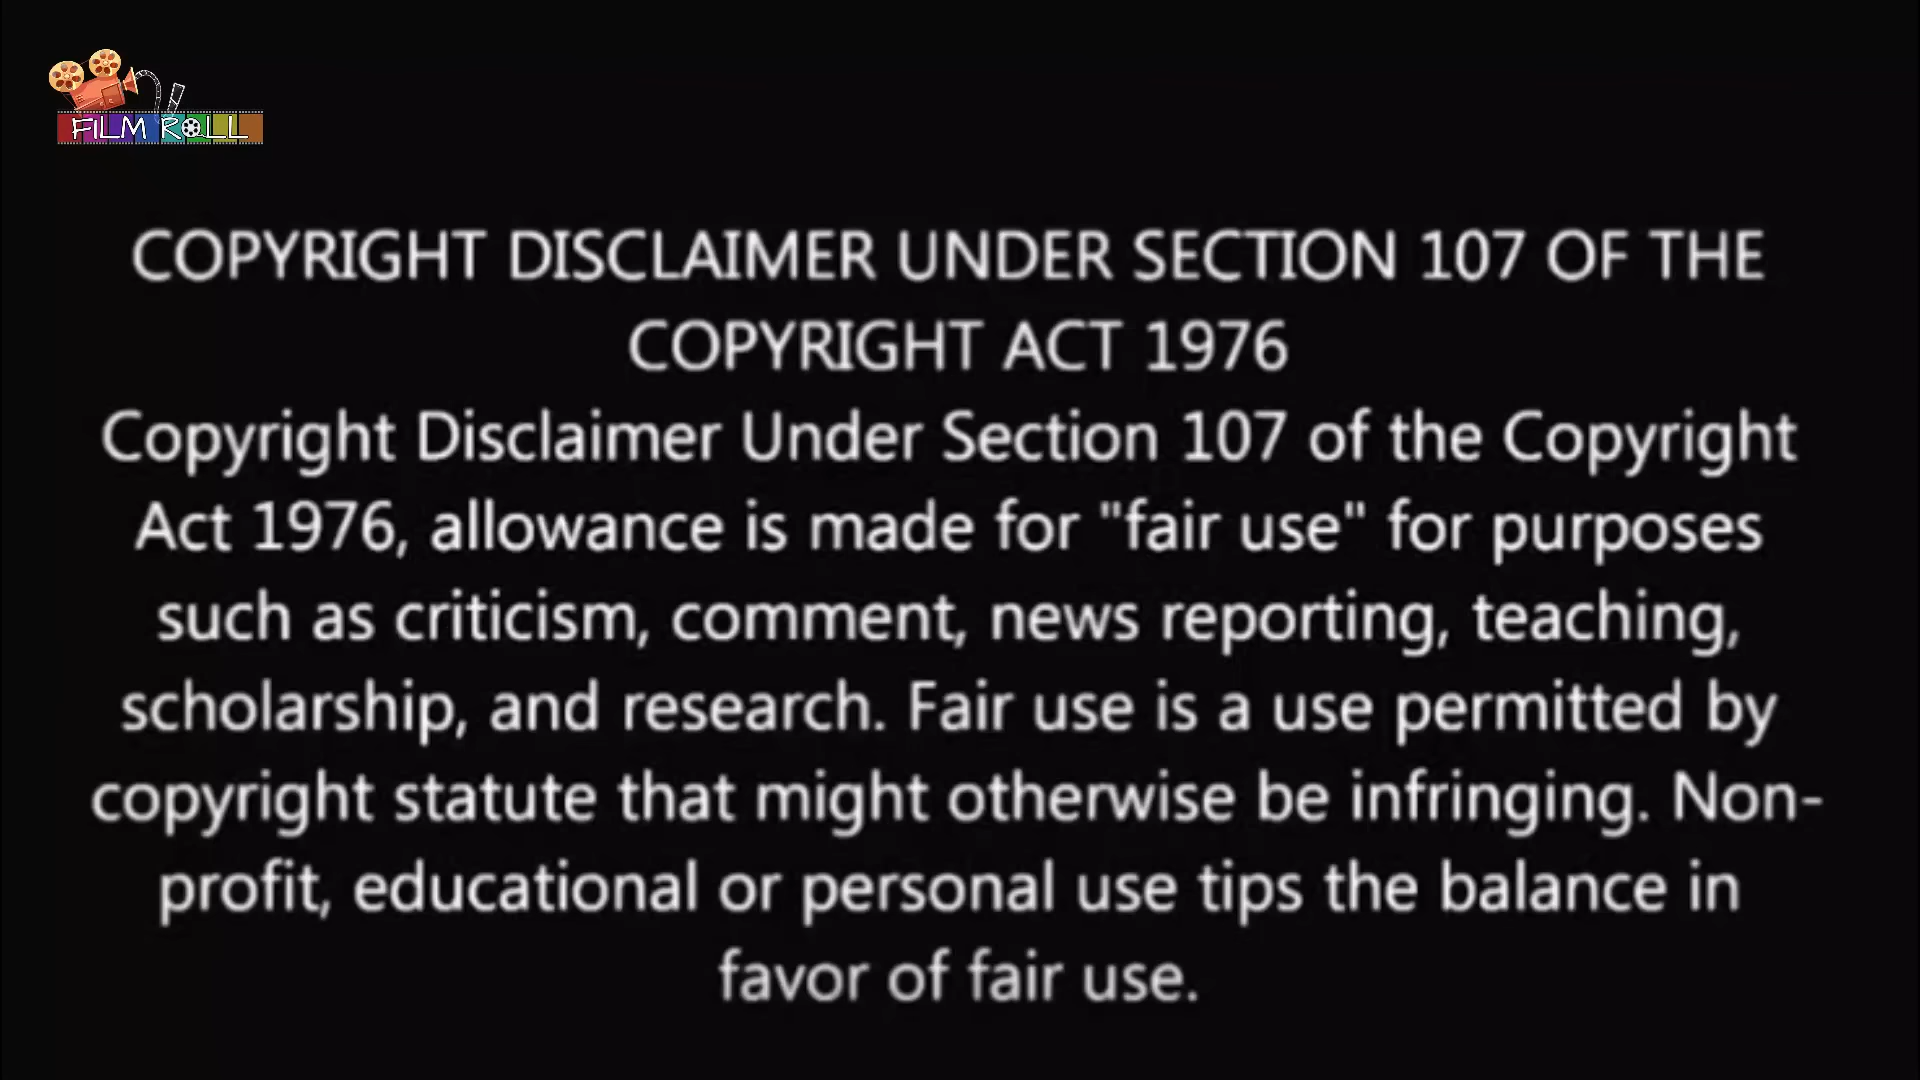 FILM ROLL
COPYRIGHT DISCLAIMER UNDER SECTION 107 OF THE
COPYRIGHT ACT 1976
Copyright Disclaimer Under Section 107 of the Copyright
Act 1976, allowance is made for "fair use" for purposes
such as criticism, comment, news reporting, teaching,
scholarship, and research. Fair use is a use permitted by
copyright statute that might otherwise be infringing. Non-
profit, educational or personal use tips the balance in
favor of fair use.